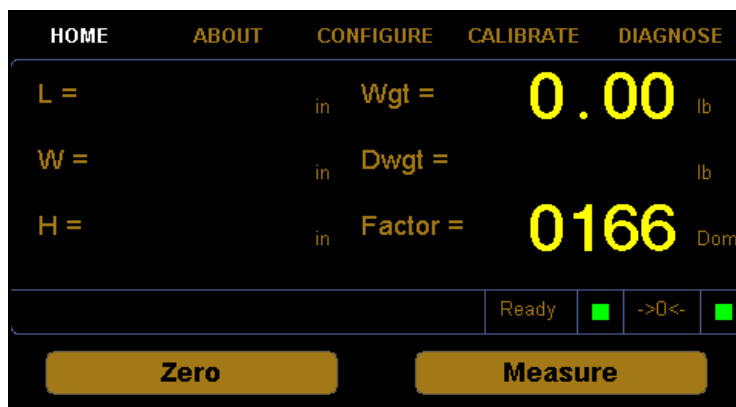 HOME ABOUT CONFIGURE CALIBRATE DIAGNOSE
L = in Wgt = 0.00 lb
W = in Dwgt = lb
H = in Factor = 0166 Dom
Ready ->0<-
Zero Measure